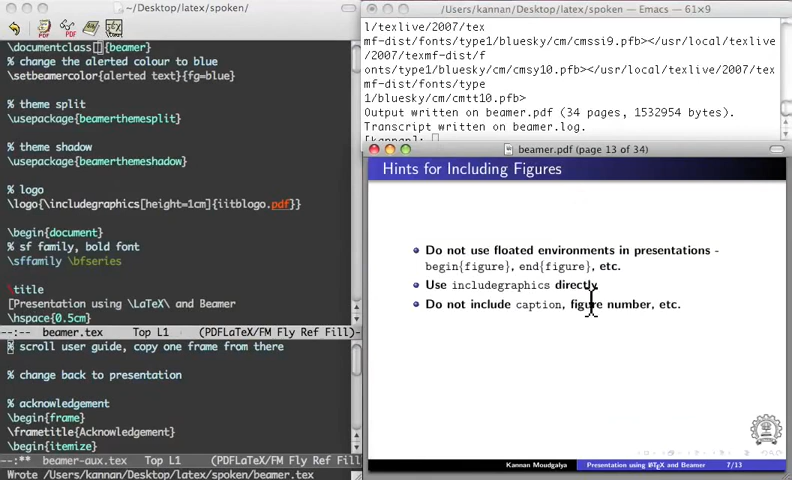 ~/Desktop/latex/spoken/
\documentclass[]{beamer}
% change the alerted colour to blue
\setbeamercolor{alerted text}{fg=blue}
% theme split
\usepackage{beamerthemesplit}
% theme shadow
\usepackage{beamerthemeshadow}
% logo
\logo{\includegraphics[height=1cm]{iitblogo.pdf}}
\begin{document}
% sf family, bold font
\sffamily \bfseries
\title
[Presentation using \LaTeX\ and Beamer
\hspace{0.5cm}
-:-- beamer.tex Top L1 (PDFLaTeX/FM Fly Ref Fill)-
% scroll user guide, copy one frame from there
% change back to presentation
% acknowledgement
\begin{frame}
\frametitle{Acknowledgement}
\begin{itemize}
-:** beamer-aux.tex Top L1 (PDFLaTeX/FM Fly Ref Fill
Wrote /Users/kannan/Desktop/latex/spoken/beamer.tex
/Users/kannan/Desktop/latex/spoken — Emacs — 61×9
l/texlive/2007/tex
mf-dist/fonts/type1/bluesky/cm/cmssi9.pfb></usr/local/texlive
/2007/texmf-dist/f
onts/type1/bluesky/cm/cmsy10.pfb></usr/local/texlive/2007/tex
mf-dist/fonts/type
1/bluesky/cm/cmtt10.pfb>
Output written on beamer.pdf (34 pages, 1532954 bytes).
Transcript written on beamer.log.
[kannan]:
beamer.pdf (page 13 of 34)
Hints for Including Figures
Do not use floated environments in presentations -
begin{figure}, end{figure}, etc.
Use includegraphics directly.
Do not include caption, figure number, etc.
Kannan Moudgalya Presentation using LaTeX and Beamer 7/13